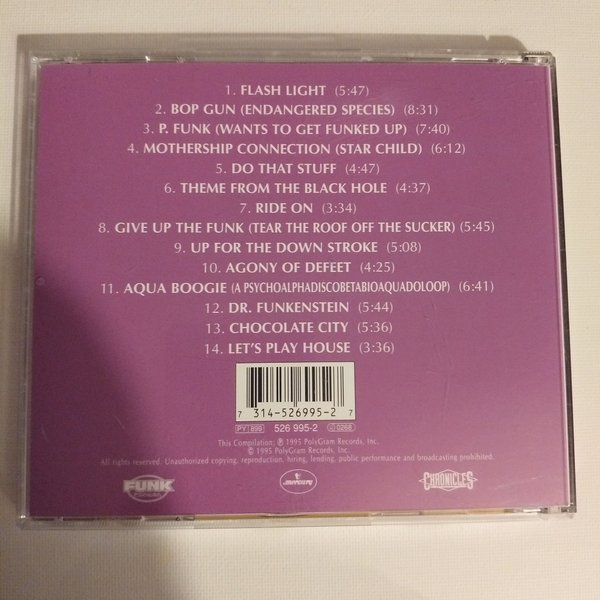 1. FLASH LIGHT (5:47)
2. BOP GUN (ENDANGERED SPECIES) (8:31)
3. P. FUNK (WANTS TO GET FUNKED UP) (7:40)
4. MOTHERSHIP CONNECTION (STAR CHILD) (6:12)
5. DO THAT STUFF (4:47)
6. THEME FROM THE BLACK HOLE (4:37)
7. RIDE ON (3:34)
8. GIVE UP THE FUNK (TEAR THE ROOF OFF THE SUCKER) (5:45)
9. UP FOR THE DOWN STROKE (5:08)
10. AGONY OF DEFEET (4:25)
11. AQUA BOOGIE (A PSYCHOALPHADISCOBETABIOAQUADOLOOP) (6:41)
12. DR. FUNKENSTEIN (5:44)
13. CHOCOLATE CITY (5:36)
14. LET'S PLAY HOUSE (3:36)
7 314-526995-2 7
PY 899 526 995-2 0268
This Compilation: ℗ 1995 PolyGram Records, Inc.
© 1995 PolyGram Records, Inc.
All rights reserved. Unauthorized copying, reproduction, hiring, lending, public performance and broadcasting prohibited.
FUNK
mercury
CHRONICLES